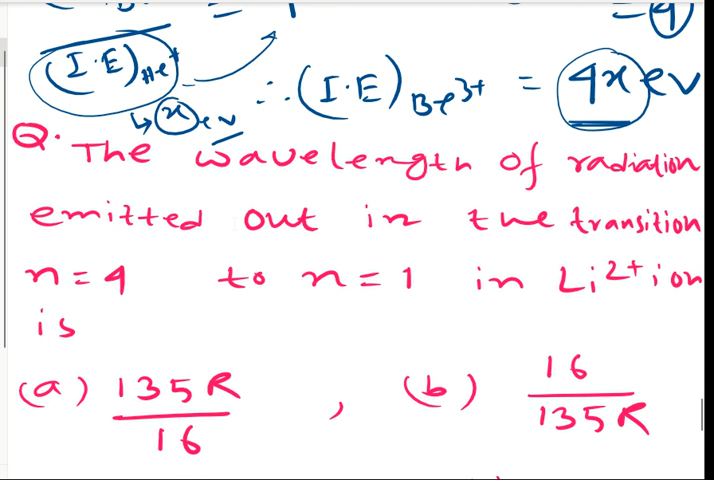 = 4
(I.E) He+
↳ x ev
∴ (I.E) Be3+ = 4x ev
Q. The wavelength of radiation
emitted out in the transition
n = 4 to n = 1 in Li2+ ion
is
(a) 135R/16 , (b) 16/135R